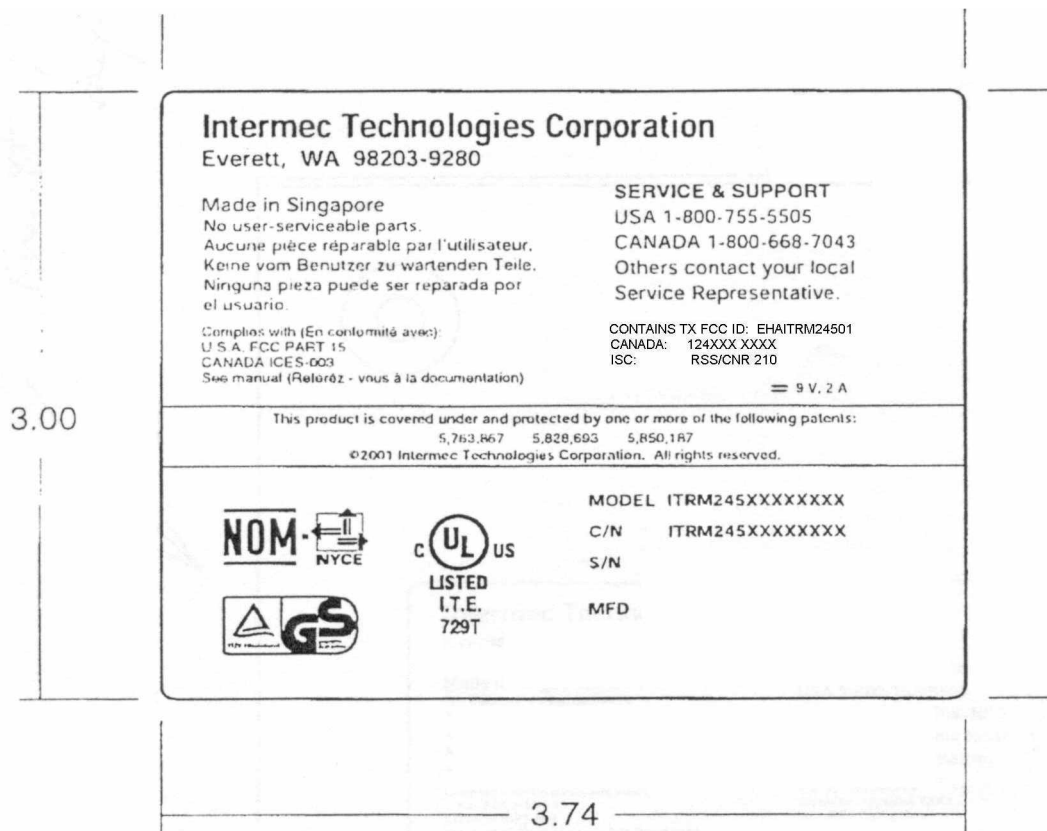 Intermec Technologies Corporation
Everett, WA 98203-9280
Made in Singapore
No user-serviceable parts.
Aucune pièce réparable par l'utilisateur.
Keine vom Benutzer zu wartenden Teile.
Ninguna pieza puede ser reparada por
el usuario.
Complies with (En conformité avec):
U S A. FCC PART 15
CANADA ICES-003
See manual (Referéz - vous à la documentation)
SERVICE & SUPPORT
USA 1-800-755-5505
CANADA 1-800-668-7043
Others contact your local
Service Representative.
CONTAINS TX FCC ID: EHAITRM24501
CANADA: 124XXX XXXX
ISC: RSS/CNR 210
9 V, 2 A
3.00
This product is covered under and protected by one or more of the following patents:
5,763,867 5,828,693 5,850,187
©2001 Intermec Technologies Corporation. All rights reserved.
NOM
NYCE
C UL US
LISTED
I.T.E.
729T
GS
MODEL ITRM245XXXXXXXX
C/N ITRM245XXXXXXXX
S/N
MFD
3.74